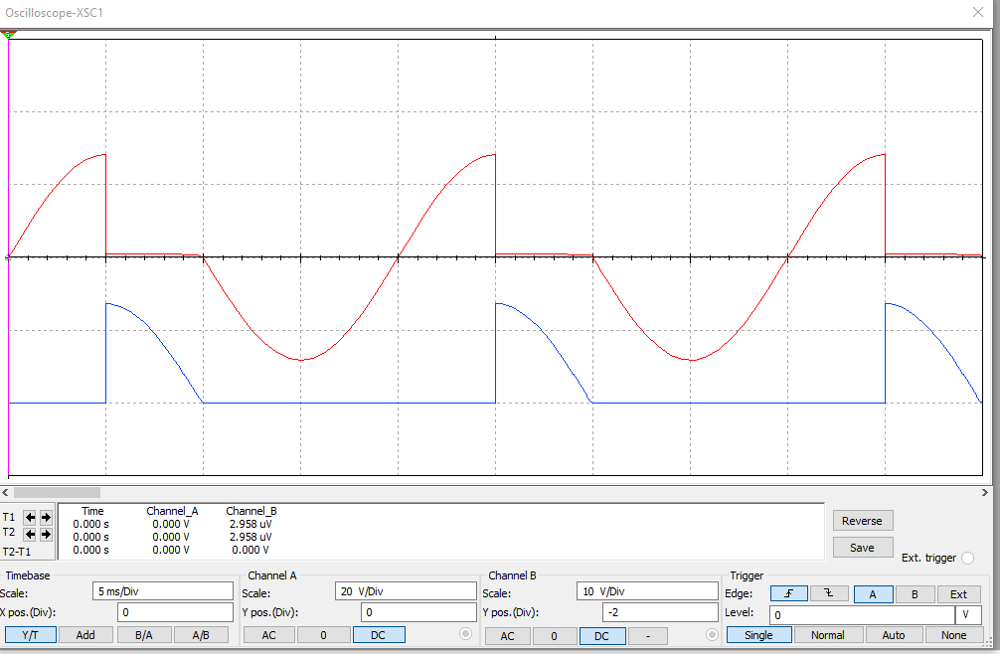 Oscilloscope-XSC1
T1
T2
T2-T1
Time Channel_A Channel_B
0.000 s 0.000 V 2.958 uV
0.000 s 0.000 V 2.958 uV
0.000 s 0.000 V 0.000 V
Reverse
Save
Ext. trigger
Timebase
Scale: 5 ms/Div
X pos.(Div): 0
Y/T Add B/A A/B
Channel A
Scale: 20 V/Div
Y pos.(Div): 0
AC 0 DC
Channel B
Scale: 10 V/Div
Y pos.(Div): -2
AC 0 DC -
Trigger
Edge: A B Ext
Level: 0 V
Single Normal Auto None